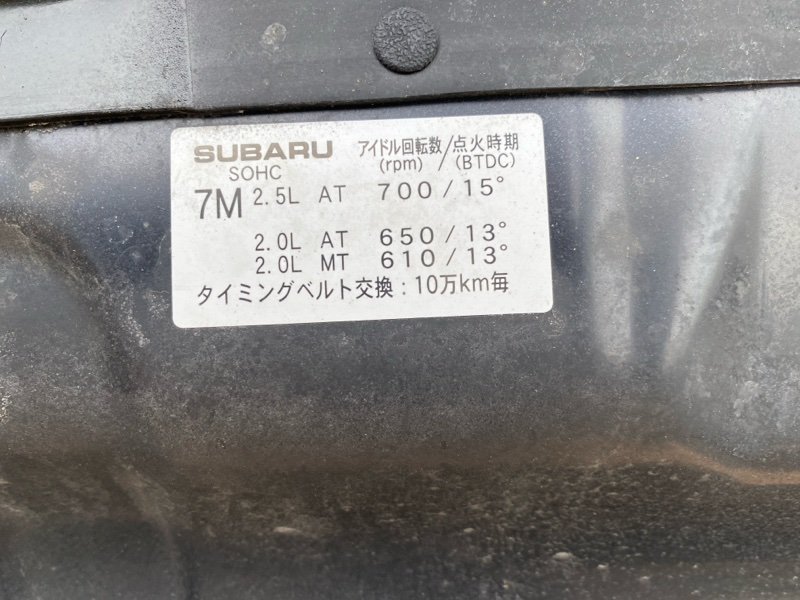 SUBARU アイドル回転数/点火時期
SOHC (rpm) / (BTDC)
7M 2.5L AT 700/15°
2.0L AT 650/13°
2.0L MT 610/13°
タイミングベルト交換:10万km毎